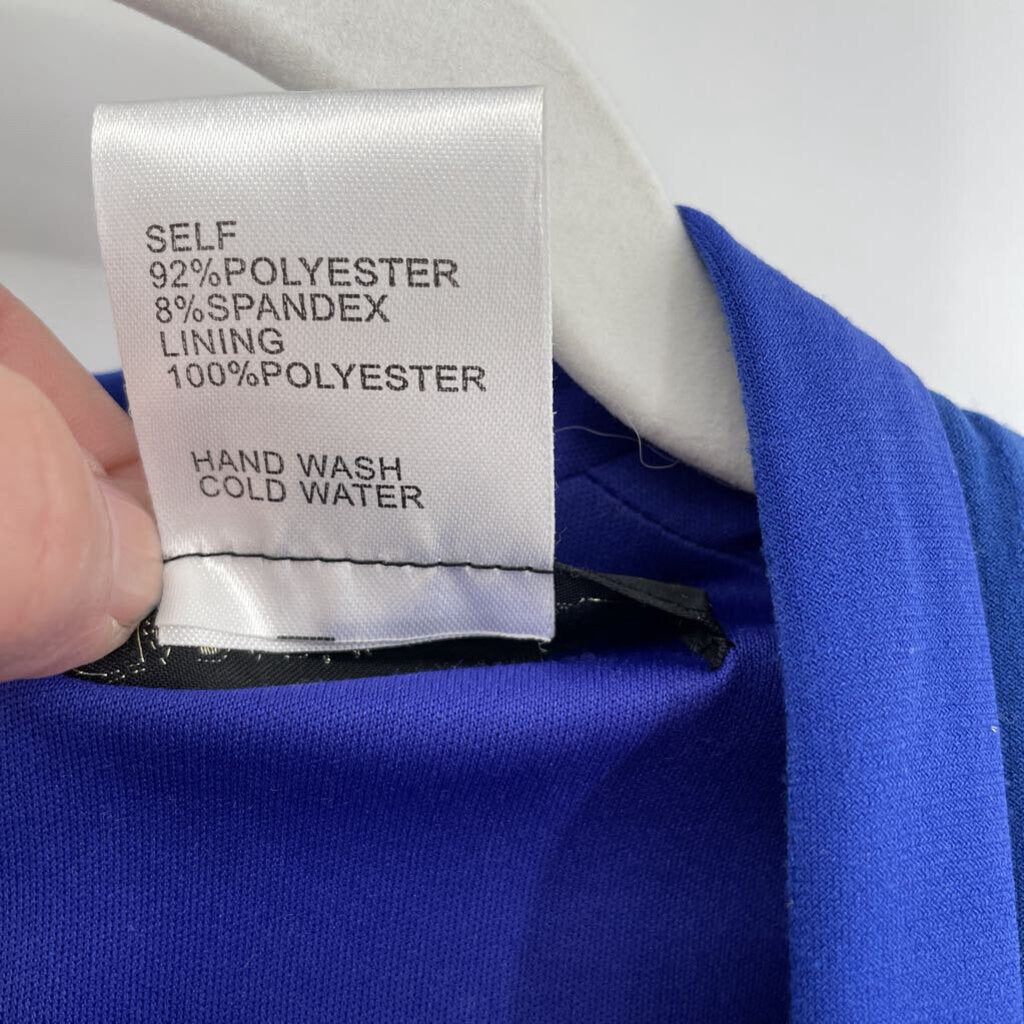 SELF
92%POLYESTER
8%SPANDEX
LINING
100%POLYESTER
HAND WASH
COLD WATER